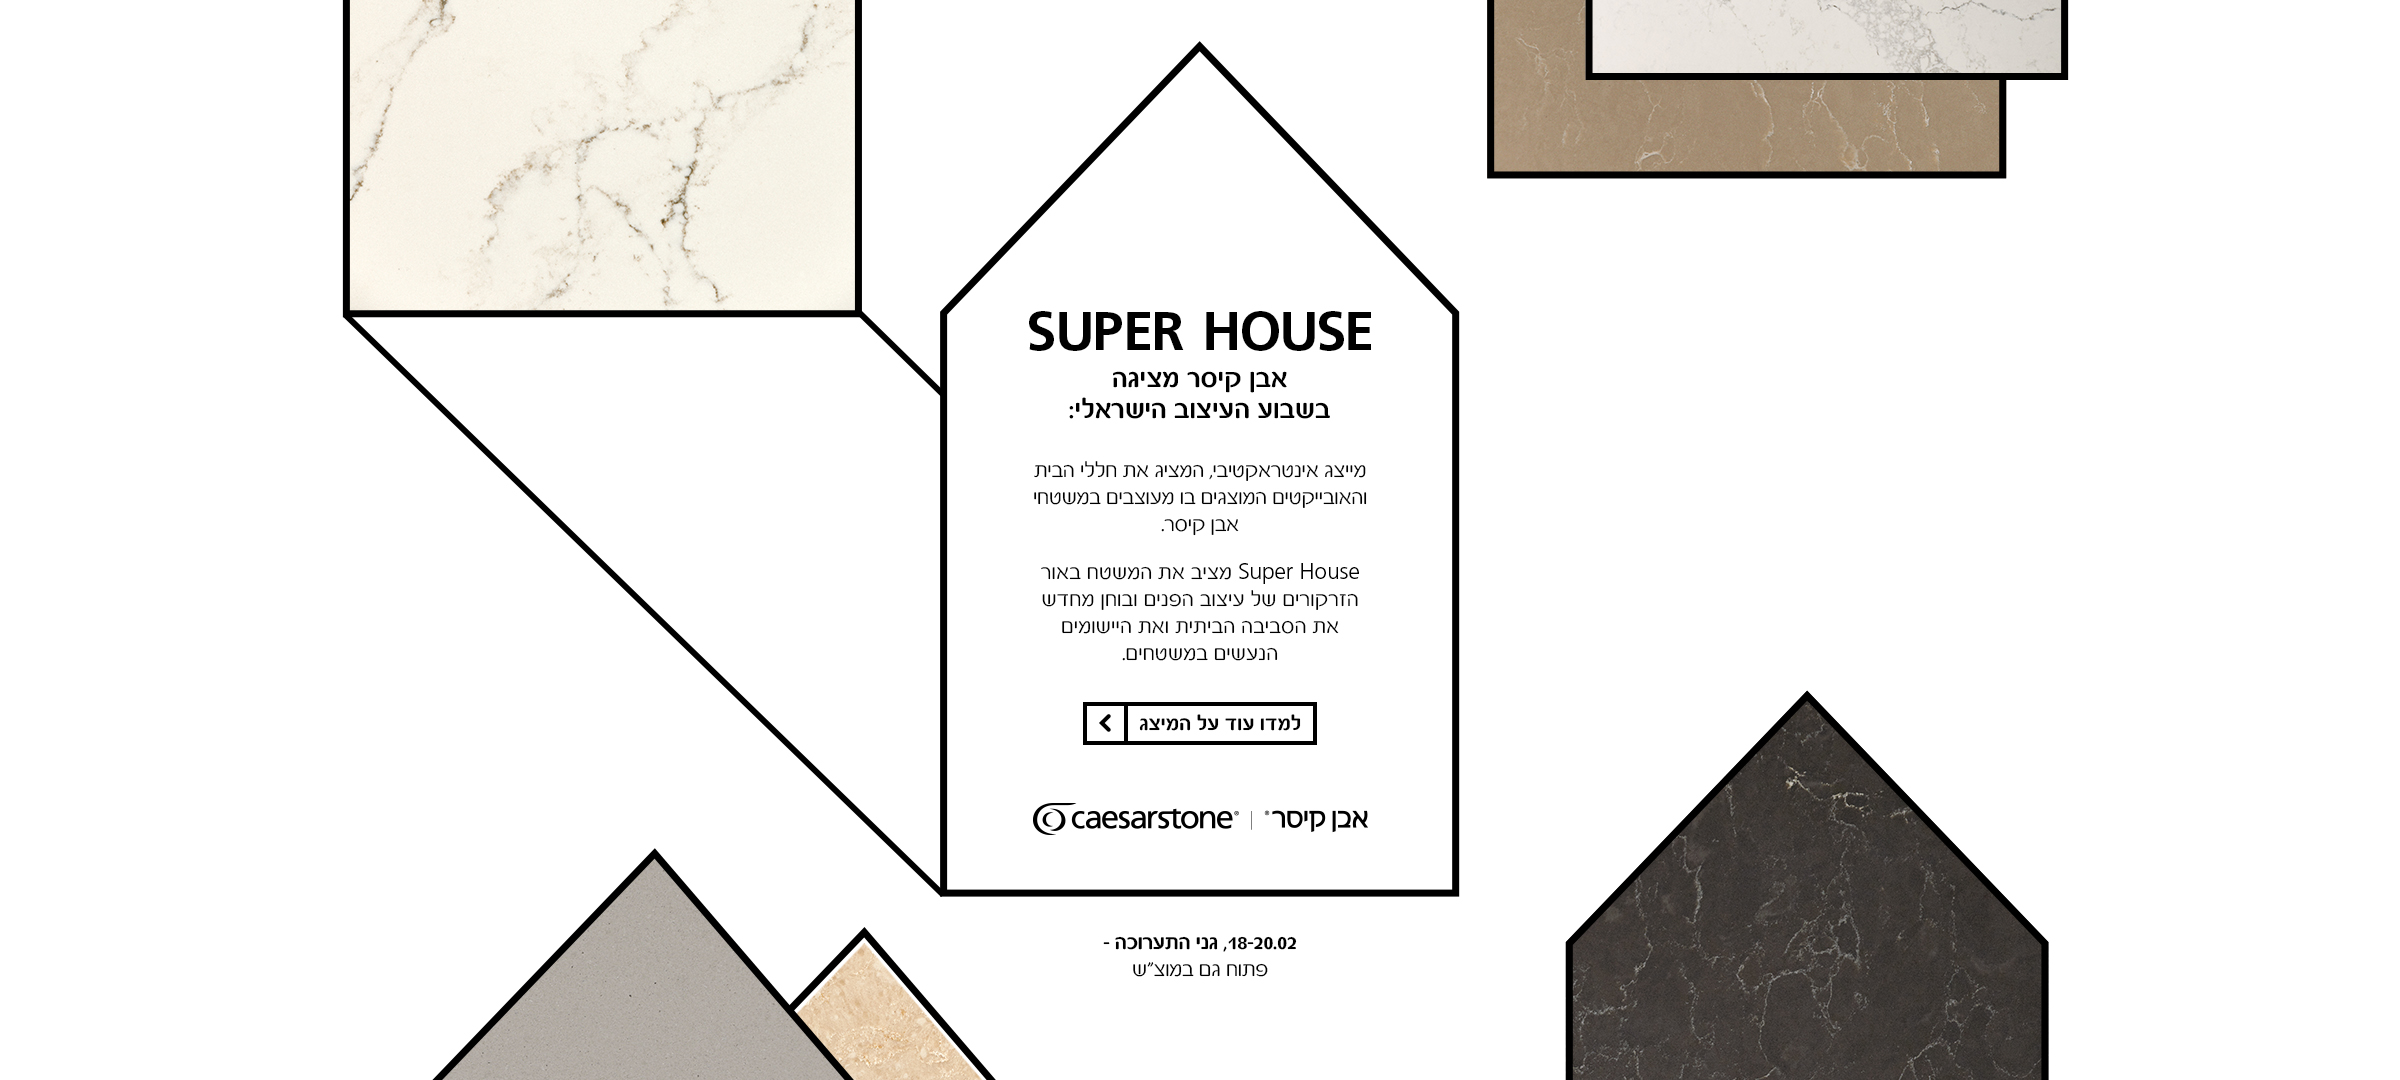 SUPER HOUSE
אבן קיסר מציגה
בשבוע העיצוב הישראלי:
מייצג אינטראקטיבי, המציג את חללי הבית
והאובייקטים המוצגים בו מעוצבים במשטחי
אבן קיסר.
Super House מציב את המשטח באור
הזרקורים של עיצוב הפנים ובוחן מחדש
את הסביבה הביתית ואת היישומים
הנעשים במשטחים.
למדו עוד על המיצג
אבן קיסר® | caesarstone®
18-20.02, גני התערוכה -
פתוח גם במוצ"ש